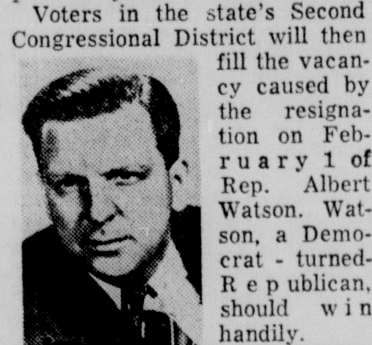 Voters in the state's Second
Congressional District will then
fill the vacan-
cy caused by
the resigna-
tion on Feb-
ruary 1 of
Rep. Albert
Watson. Wat-
son, a Demo-
crat - turned-
Republican,
should win
handily.